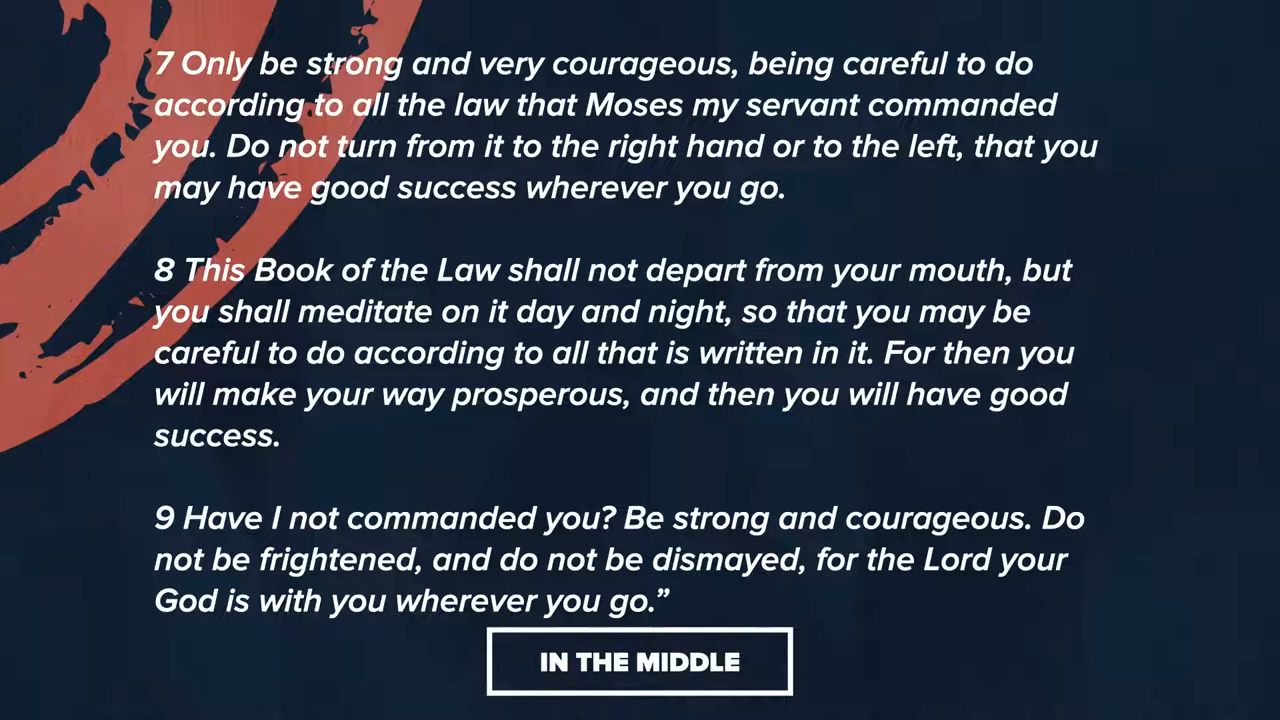 7 Only be strong and very courageous, being careful to do
according to all the law that Moses my servant commanded
you. Do not turn from it to the right hand or to the left, that you
may have good success wherever you go.
8 This Book of the Law shall not depart from your mouth, but
you shall meditate on it day and night, so that you may be
careful to do according to all that is written in it. For then you
will make your way prosperous, and then you will have good
success.
9 Have I not commanded you? Be strong and courageous. Do
not be frightened, and do not be dismayed, for the Lord your
God is with you wherever you go.”
IN THE MIDDLE